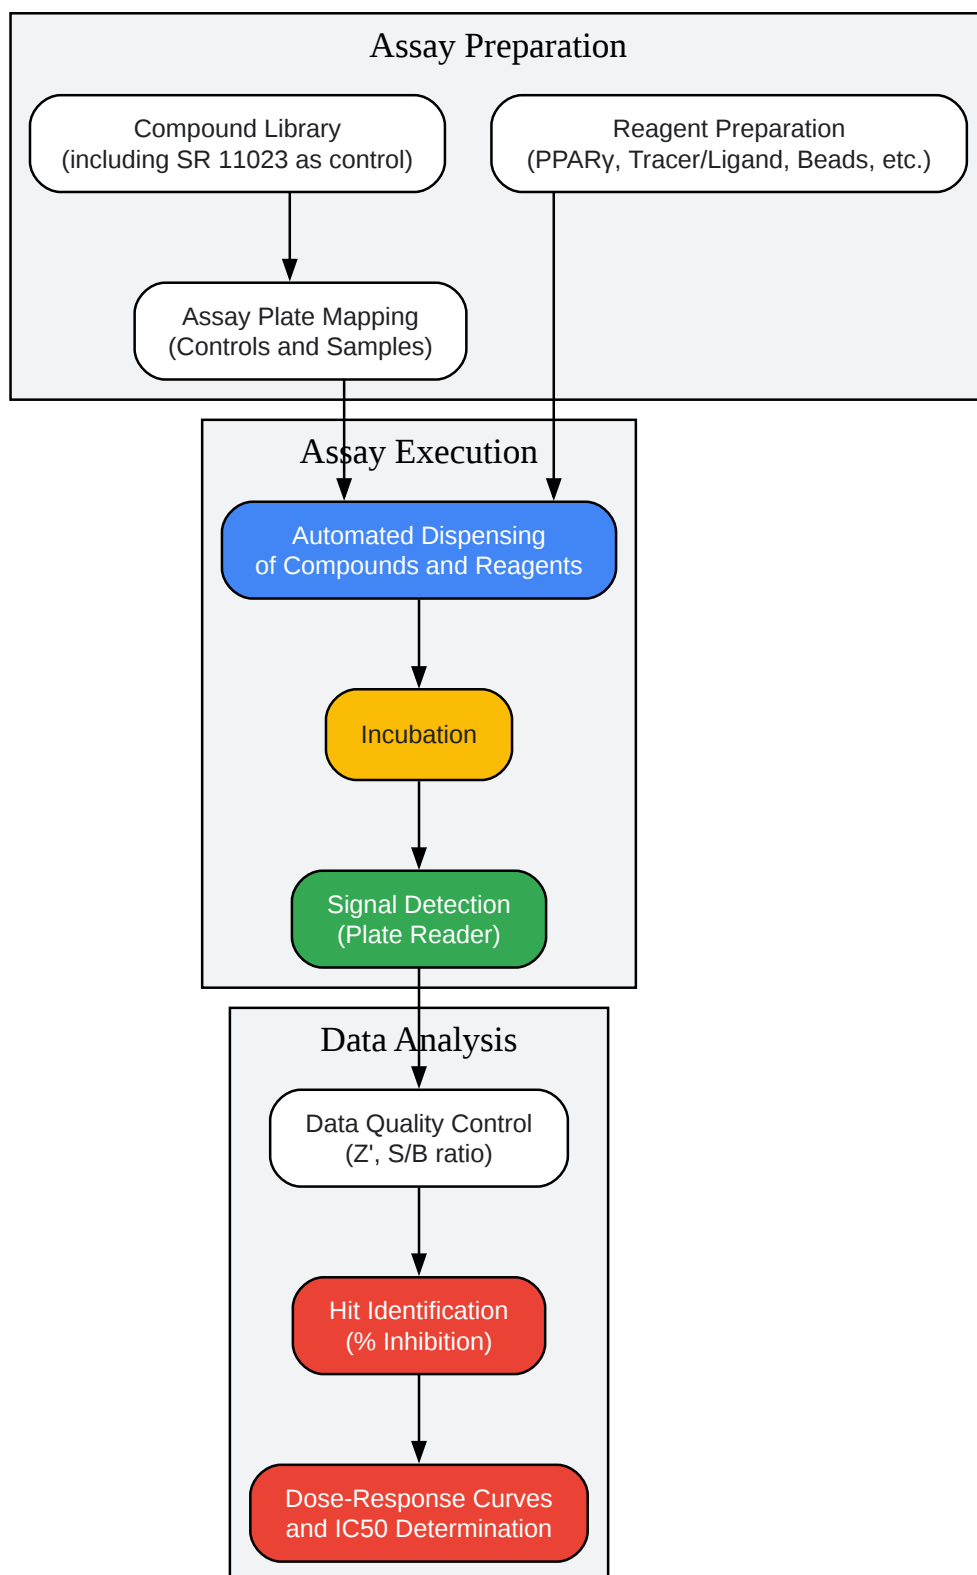 Assay Preparation
Compound Library
(including SR 11023 as control)
Reagent Preparation
(PPARγ, Tracer/Ligand, Beads, etc.)
Assay Plate Mapping
(Controls and Samples)
Assay Execution
Automated Dispensing
of Compounds and Reagents
Incubation
Signal Detection
(Plate Reader)
Data Analysis
Data Quality Control
(Z', S/B ratio)
Hit Identification
(% Inhibition)
Dose-Response Curves
and IC50 Determination